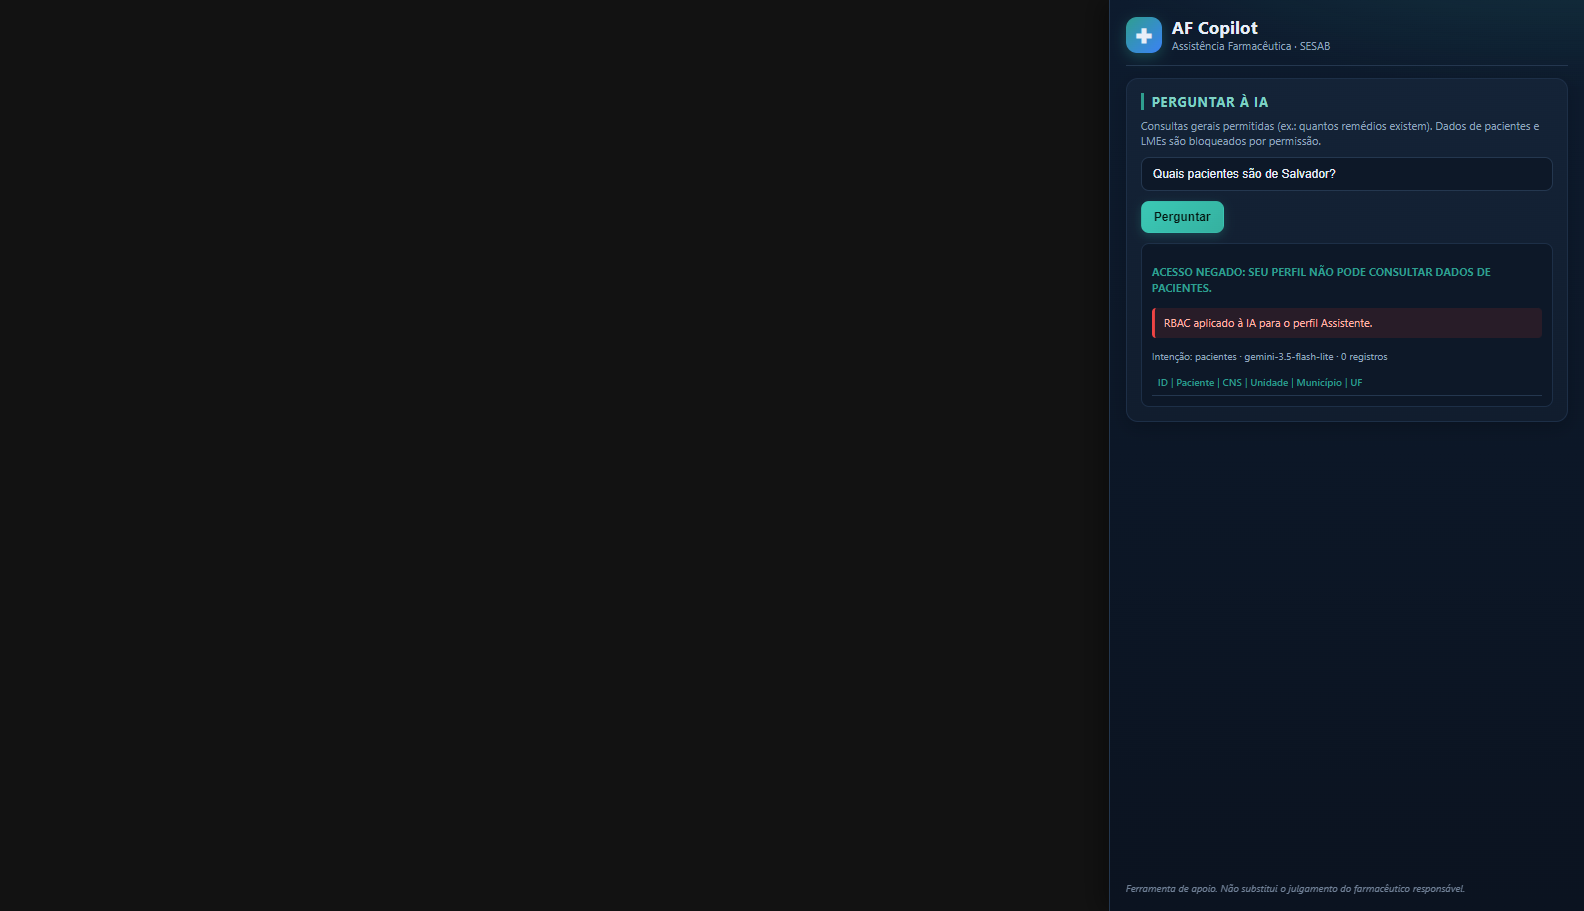 AF Copilot
Assistência Farmacêutica · SESAB
PERGUNTAR À IA
Consultas gerais permitidas (ex.: quantos remédios existem). Dados de pacientes e
LMEs são bloqueados por permissão.
Quais pacientes são de Salvador?
Perguntar
ACESSO NEGADO: SEU PERFIL NÃO PODE CONSULTAR DADOS DE
PACIENTES.
RBAC aplicado à IA para o perfil Assistente.
Intenção: pacientes · gemini-3.5-flash-lite · 0 registros
ID | Paciente | CNS | Unidade | Município | UF
Ferramenta de apoio. Não substitui o julgamento do farmacêutico responsável.